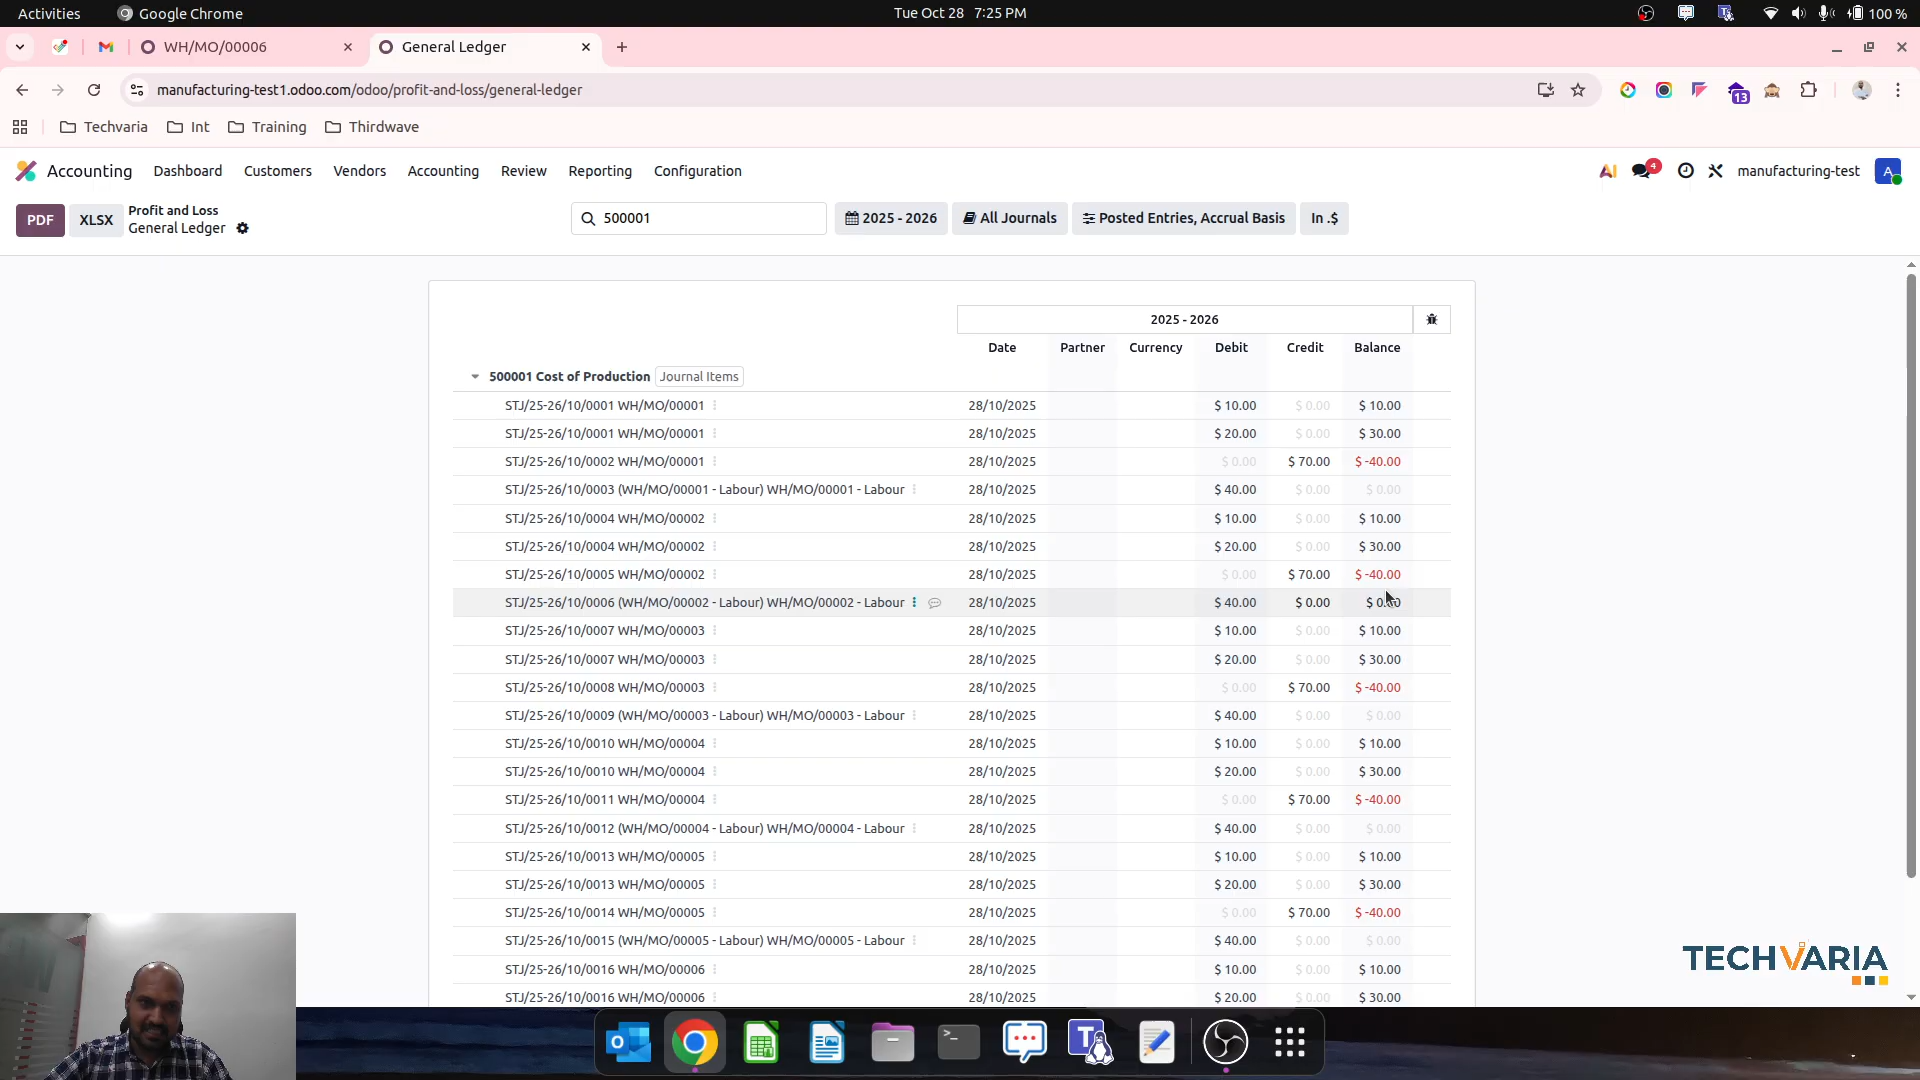 Activities Google Chrome Tue Oct 28 7:25 PM 100 %
WH/MO/00006 General Ledger
manufacturing-test1.odoo.com/odoo/profit-and-loss/general-ledger 13
Techvaria Int Training Thirdwave
Accounting Dashboard Customers Vendors Accounting Review Reporting Configuration AI 4 manufacturing-test A
PDF XLSX Profit and Loss
General Ledger 500001 2025 - 2026 All Journals Posted Entries, Accrual Basis In .$
2025 - 2026
Date Partner Currency Debit Credit Balance
500001 Cost of Production Journal Items
STJ/25-26/10/0001 WH/MO/00001 28/10/2025 $ 10.00 $ 0.00 $ 10.00
STJ/25-26/10/0001 WH/MO/00001 28/10/2025 $ 20.00 $ 0.00 $ 30.00
STJ/25-26/10/0002 WH/MO/00001 28/10/2025 $ 0.00 $ 70.00 $ -40.00
STJ/25-26/10/0003 (WH/MO/00001 - Labour) WH/MO/00001 - Labour 28/10/2025 $ 40.00 $ 0.00 $ 0.00
STJ/25-26/10/0004 WH/MO/00002 28/10/2025 $ 10.00 $ 0.00 $ 10.00
STJ/25-26/10/0004 WH/MO/00002 28/10/2025 $ 20.00 $ 0.00 $ 30.00
STJ/25-26/10/0005 WH/MO/00002 28/10/2025 $ 0.00 $ 70.00 $ -40.00
STJ/25-26/10/0006 (WH/MO/00002 - Labour) WH/MO/00002 - Labour 28/10/2025 $ 40.00 $ 0.00 $ 0.00
STJ/25-26/10/0007 WH/MO/00003 28/10/2025 $ 10.00 $ 0.00 $ 10.00
STJ/25-26/10/0007 WH/MO/00003 28/10/2025 $ 20.00 $ 0.00 $ 30.00
STJ/25-26/10/0008 WH/MO/00003 28/10/2025 $ 0.00 $ 70.00 $ -40.00
STJ/25-26/10/0009 (WH/MO/00003 - Labour) WH/MO/00003 - Labour 28/10/2025 $ 40.00 $ 0.00 $ 0.00
STJ/25-26/10/0010 WH/MO/00004 28/10/2025 $ 10.00 $ 0.00 $ 10.00
STJ/25-26/10/0010 WH/MO/00004 28/10/2025 $ 20.00 $ 0.00 $ 30.00
STJ/25-26/10/0011 WH/MO/00004 28/10/2025 $ 0.00 $ 70.00 $ -40.00
STJ/25-26/10/0012 (WH/MO/00004 - Labour) WH/MO/00004 - Labour 28/10/2025 $ 40.00 $ 0.00 $ 0.00
STJ/25-26/10/0013 WH/MO/00005 28/10/2025 $ 10.00 $ 0.00 $ 10.00
STJ/25-26/10/0013 WH/MO/00005 28/10/2025 $ 20.00 $ 0.00 $ 30.00
STJ/25-26/10/0014 WH/MO/00005 28/10/2025 $ 0.00 $ 70.00 $ -40.00
STJ/25-26/10/0015 (WH/MO/00005 - Labour) WH/MO/00005 - Labour 28/10/2025 $ 40.00 $ 0.00 $ 0.00
STJ/25-26/10/0016 WH/MO/00006 28/10/2025 $ 10.00 $ 0.00 $ 10.00
STJ/25-26/10/0016 WH/MO/00006 28/10/2025 $ 20.00 $ 0.00 $ 30.00
TECHVARIA